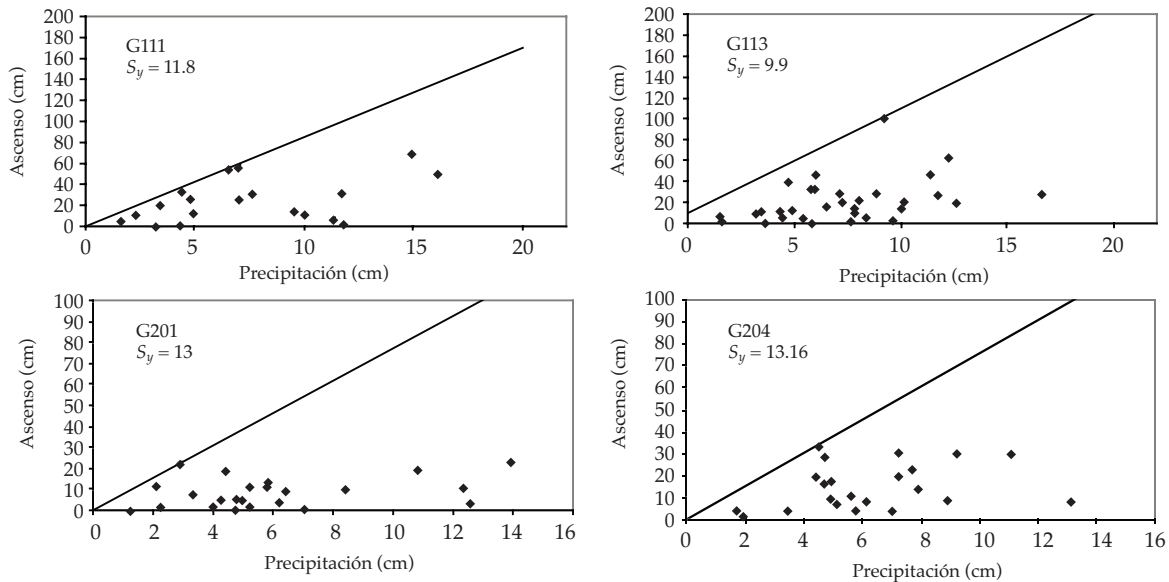 200
180
160
140
120
100
80
60
40
20
0
Ascenso (cm)
G111
Sy = 11.8
0 5 10 15 20
Precipitación (cm)
200
180
160
140
120
100
80
60
40
20
0
Ascenso (cm)
G113
Sy = 9.9
0 5 10 15 20
Precipitación (cm)
100
90
80
70
60
50
40
30
20
10
0
Ascenso (cm)
G201
Sy = 13
0 2 4 6 8 10 12 14 16
Precipitación (cm)
100
90
80
70
60
50
40
30
20
10
0
Ascenso (cm)
G204
Sy = 13.16
0 2 4 6 8 10 12 14 16
Precipitación (cm)